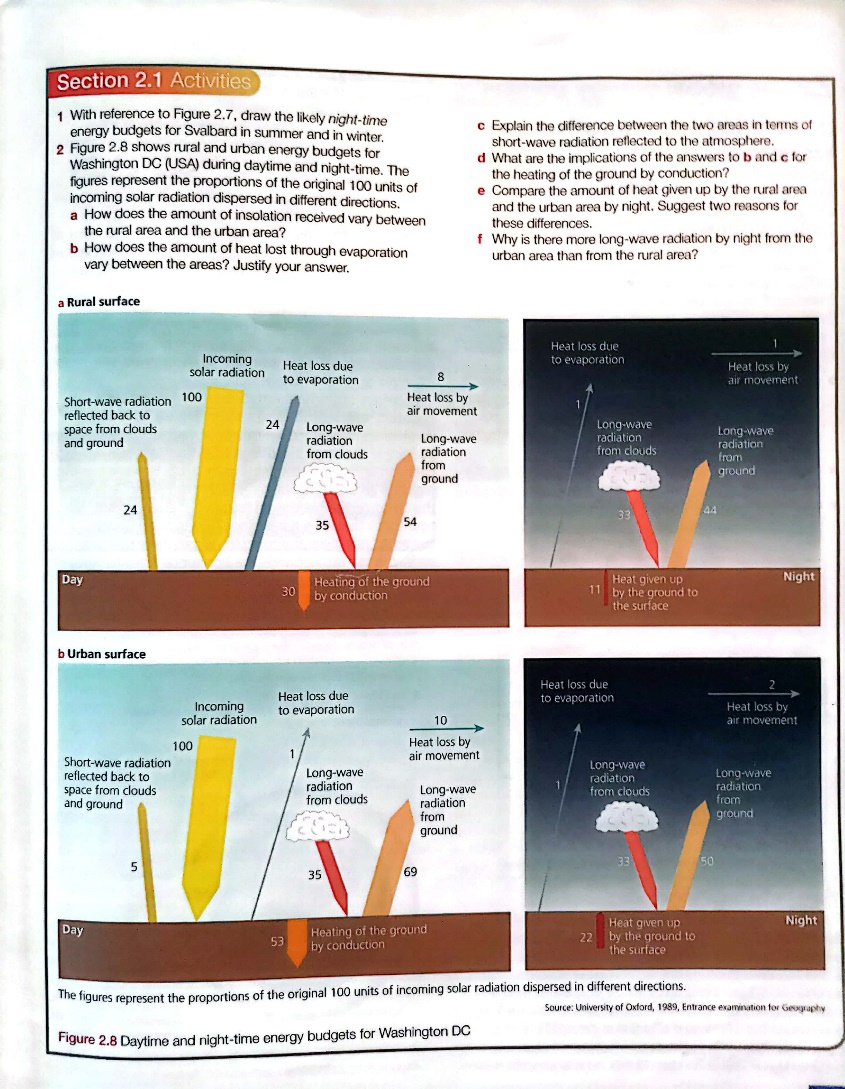 Section 2.1 Activities
1 With reference to Figure 2.7, draw the likely night-time
energy budgets for Svalbard in summer and in winter.
2 Figure 2.8 shows rural and urban energy budgets for
Washington DC (USA) during daytime and night-time. The
figures represent the proportions of the original 100 units of
incoming solar radiation dispersed in different directions.
a How does the amount of insolation received vary between
the rural area and the urban area?
b How does the amount of heat lost through evaporation
vary between the areas? Justify your answer.
c Explain the difference between the two areas in terms of
short-wave radiation reflected to the atmosphere.
d What are the implications of the answers to b and c for
the heating of the ground by conduction?
e Compare the amount of heat given up by the rural area
and the urban area by night. Suggest two reasons for
these differences.
f Why is there more long-wave radiation by night from the
urban area than from the rural area?
a Rural surface
Short-wave radiation
reflected back to
space from clouds
and ground
24
Incoming
solar radiation
100
Heat loss due
to evaporation
24
Long-wave
radiation
from clouds
35
8
Heat loss by
air movement
Long-wave
radiation
from
ground
54
Day
30
Heating of the ground
by conduction
Heat loss due
to evaporation
1
Long-wave
radiation
from clouds
33
1
Heat loss by
air movement
Long-wave
radiation
from
ground
44
11
Heat given up
by the ground to
the surface
Night
b Urban surface
Short-wave radiation
reflected back to
space from clouds
and ground
5
Incoming
solar radiation
100
Heat loss due
to evaporation
1
Long-wave
radiation
from clouds
35
10
Heat loss by
air movement
Long-wave
radiation
from
ground
69
Day
53
Heating of the ground
by conduction
Heat loss due
to evaporation
1
Long-wave
radiation
from clouds
33
2
Heat loss by
air movement
Long-wave
radiation
from
ground
50
22
Heat given up
by the ground to
the surface
Night
The figures represent the proportions of the original 100 units of incoming solar radiation dispersed in different directions.
Source: University of Oxford, 1989, Entrance examination for Geography
Figure 2.8 Daytime and night-time energy budgets for Washington DC